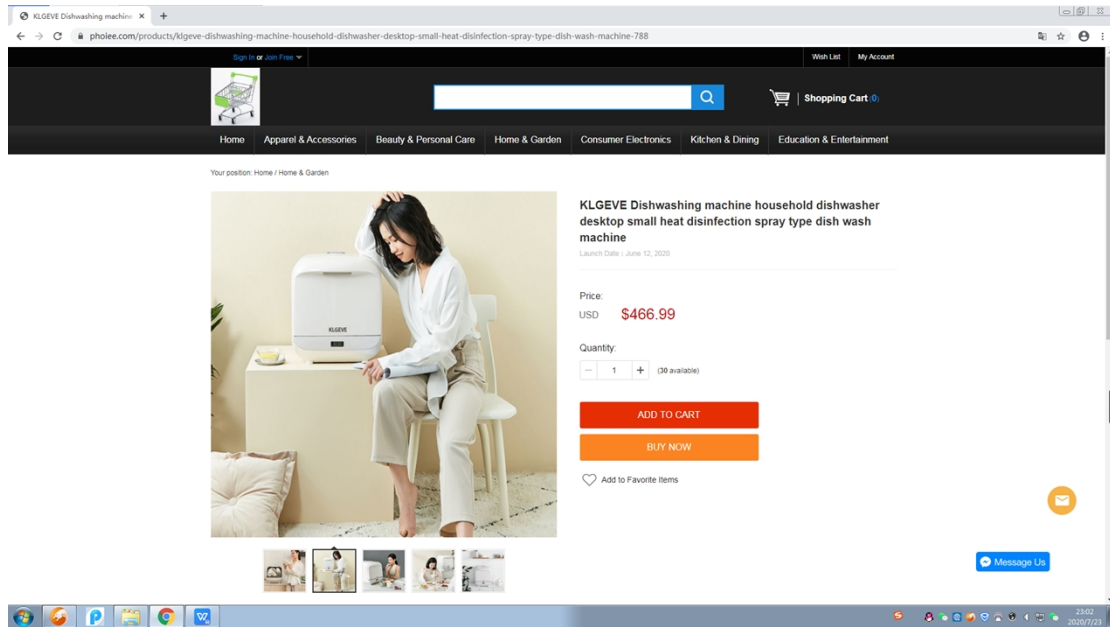 KLGEVE Dishwashing machine
phoiee.com/products/klgeve-dishwashing-machine-household-dishwasher-desktop-small-heat-disinfection-spray-type-dish-wash-machine-788
Sign In or Join Free
Wish List
My Account
Shopping Cart (0)
Home
Apparel & Accessories
Beauty & Personal Care
Home & Garden
Consumer Electronics
Kitchen & Dining
Education & Entertainment
Your position: Home / Home & Garden
KLGEVE
KLGEVE Dishwashing machine household dishwasher
desktop small heat disinfection spray type dish wash
machine
Launch Date : June 12, 2020
Price:
USD $466.99
Quantity:
1 (30 available)
ADD TO CART
BUY NOW
Add to Favorite Items
Message Us
23:02
2020/7/23